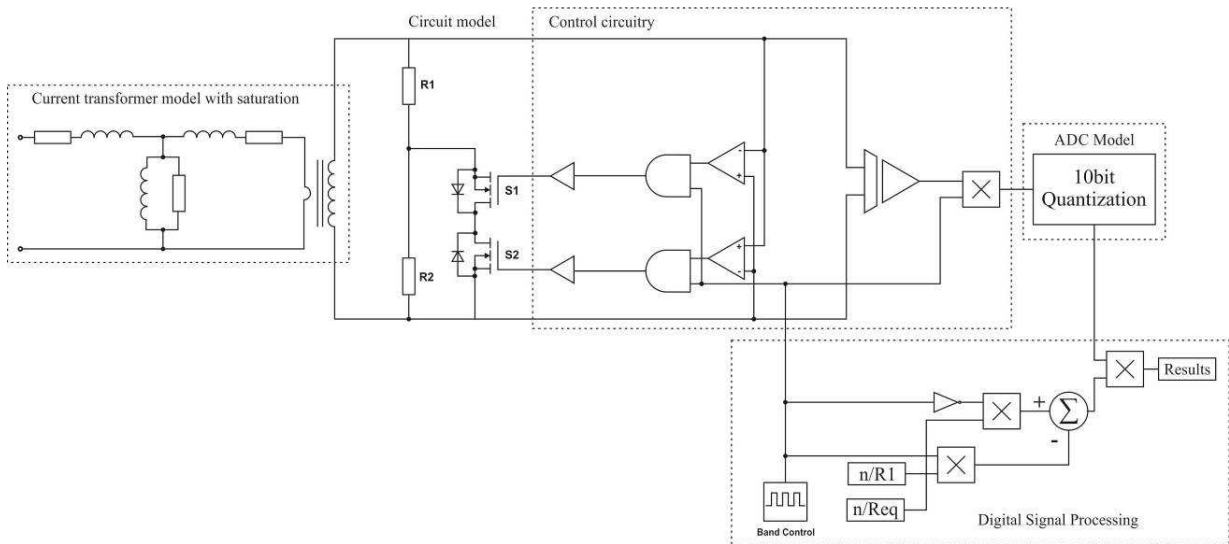 Circuit model
Control circuitry
Current transformer model with saturation
R1
S1
S2
R2
-
+
+
-
ADC Model
10bit
Quantization
Results
+
Σ
-
n/R1
n/Req
Band Control
Digital Signal Processing